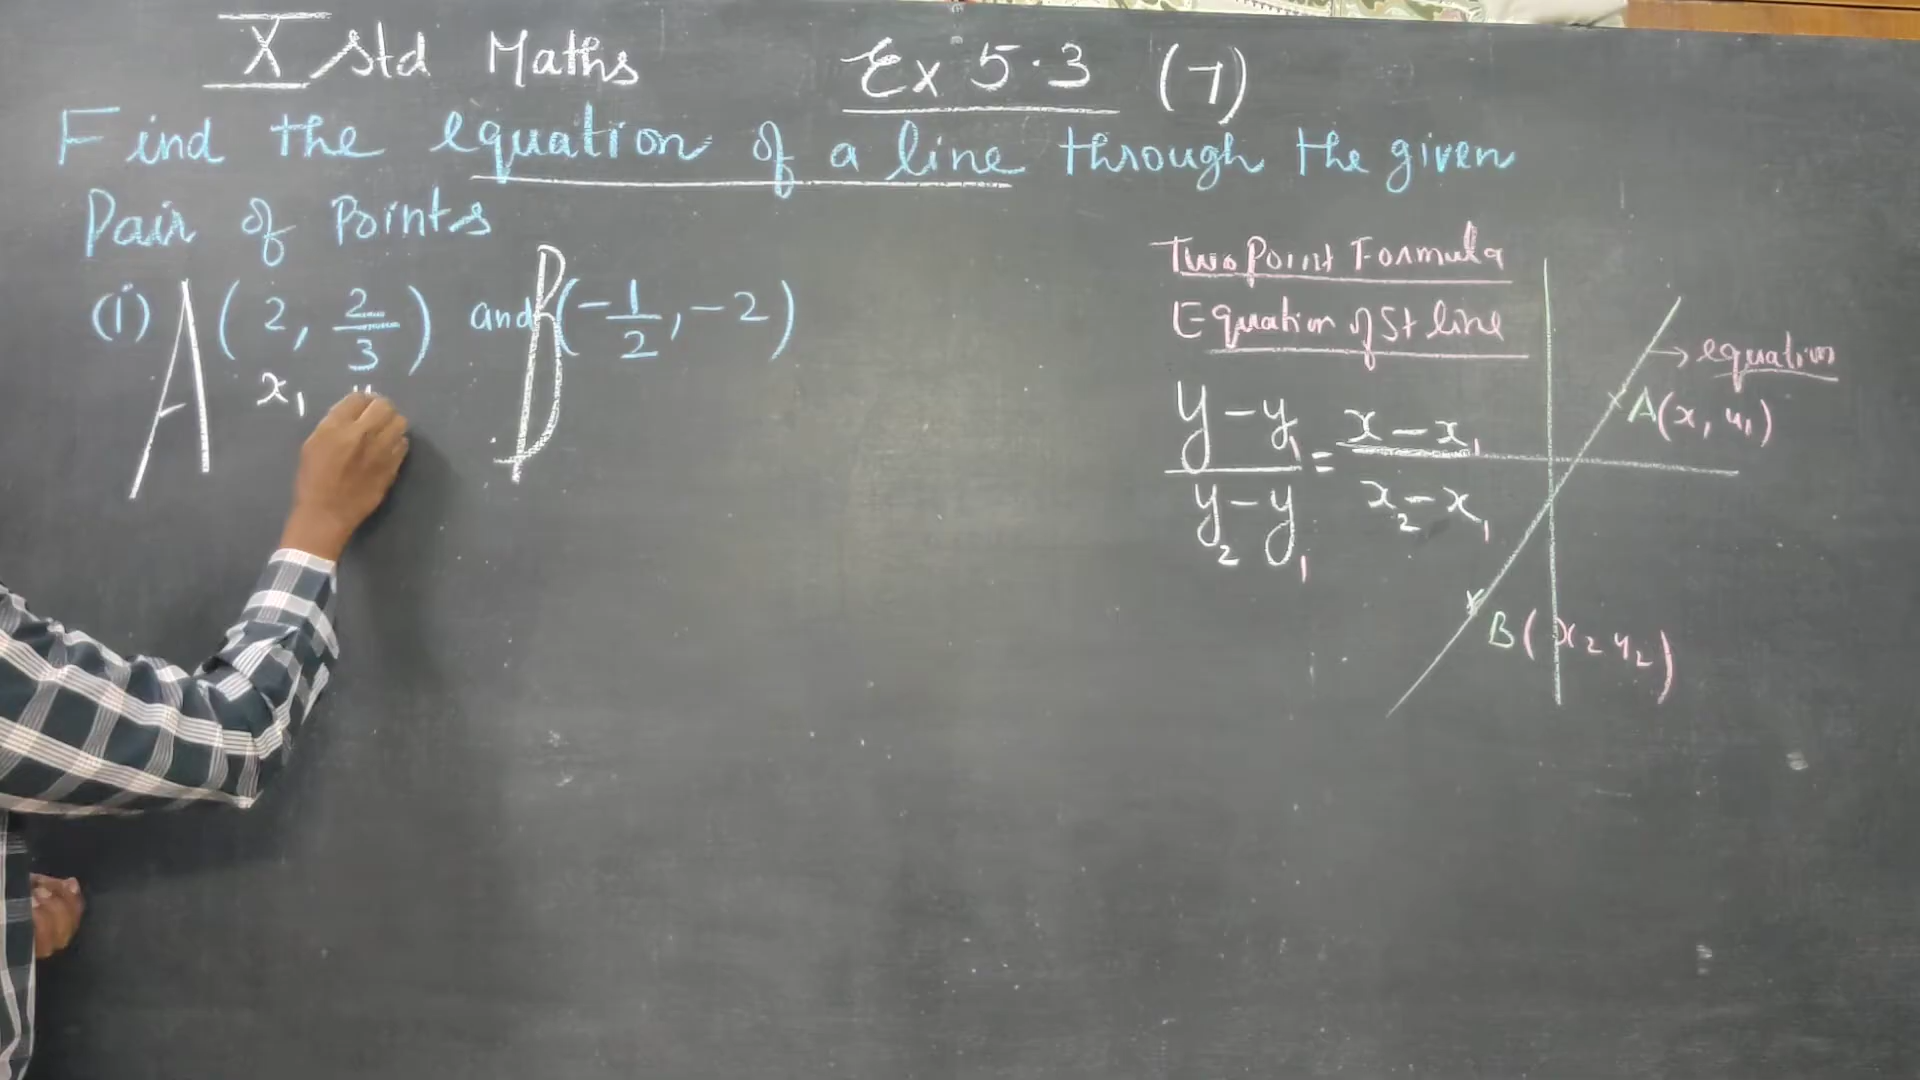 X Std Maths Ex 5.3 (7)
Find the equation of a line through the given
Pair of Points
(i) A (2, 2/3) and B (-1/2, -2)
x₁
Two Point Formula
Equation of St line
(y - y₁)/(y₂ - y₁) = (x - x₁)/(x₂ - x₁)
→ equation
A(x, y₁)
B(x₂ y₂)